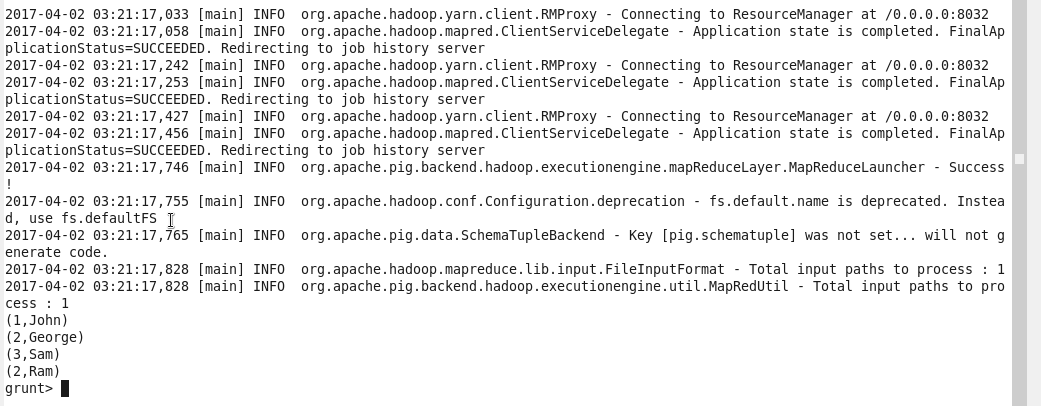 2017-04-02 03:21:17,033 [main] INFO  org.apache.hadoop.yarn.client.RMProxy - Connecting to ResourceManager at /0.0.0.0:8032
2017-04-02 03:21:17,058 [main] INFO  org.apache.hadoop.mapred.ClientServiceDelegate - Application state is completed. FinalAp
plicationStatus=SUCCEEDED. Redirecting to job history server
2017-04-02 03:21:17,242 [main] INFO  org.apache.hadoop.yarn.client.RMProxy - Connecting to ResourceManager at /0.0.0.0:8032
2017-04-02 03:21:17,253 [main] INFO  org.apache.hadoop.mapred.ClientServiceDelegate - Application state is completed. FinalAp
plicationStatus=SUCCEEDED. Redirecting to job history server
2017-04-02 03:21:17,427 [main] INFO  org.apache.hadoop.yarn.client.RMProxy - Connecting to ResourceManager at /0.0.0.0:8032
2017-04-02 03:21:17,456 [main] INFO  org.apache.hadoop.mapred.ClientServiceDelegate - Application state is completed. FinalAp
plicationStatus=SUCCEEDED. Redirecting to job history server
2017-04-02 03:21:17,746 [main] INFO  org.apache.pig.backend.hadoop.executionengine.mapReduceLayer.MapReduceLauncher - Success
!
2017-04-02 03:21:17,755 [main] INFO  org.apache.hadoop.conf.Configuration.deprecation - fs.default.name is deprecated. Instea
d, use fs.defaultFS
2017-04-02 03:21:17,765 [main] INFO  org.apache.pig.data.SchemaTupleBackend - Key [pig.schematuple] was not set... will not g
enerate code.
2017-04-02 03:21:17,828 [main] INFO  org.apache.hadoop.mapreduce.lib.input.FileInputFormat - Total input paths to process : 1
2017-04-02 03:21:17,828 [main] INFO  org.apache.pig.backend.hadoop.executionengine.util.MapRedUtil - Total input paths to pro
cess : 1
(1,John)
(2,George)
(3,Sam)
(2,Ram)
grunt>